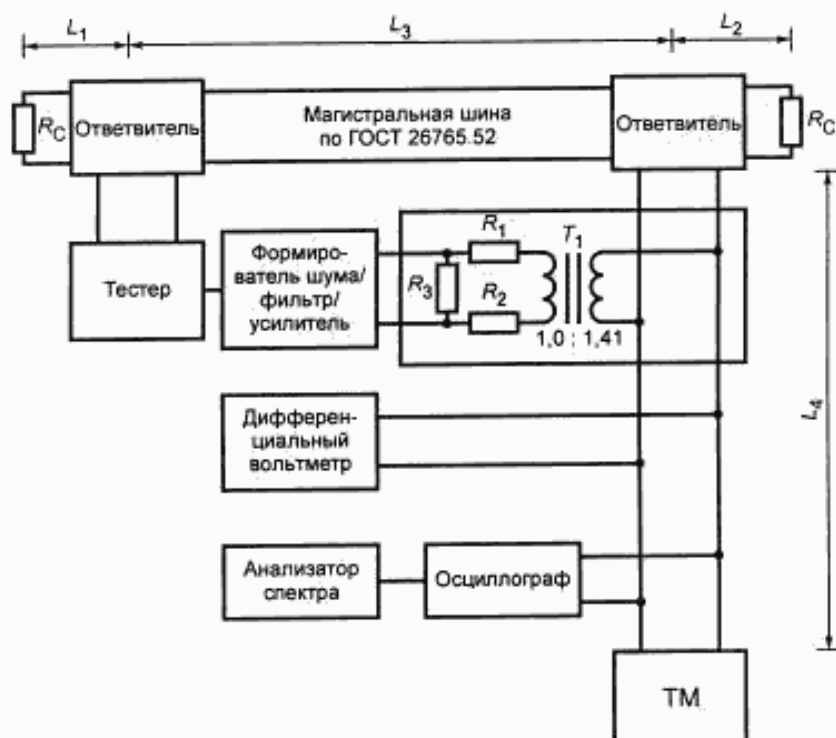 L1
L3
L2
RC
Ответвитель
Магистральная шина
по ГОСТ 26765.52
Ответвитель
RC
Тестер
Формиро-
ватель шума/
фильтр/
усилитель
R3
R1
R2
T1
1,0 : 1,41
L4
Дифферен-
циальный
вольтметр
Анализатор
спектра
Осциллограф
ТМ